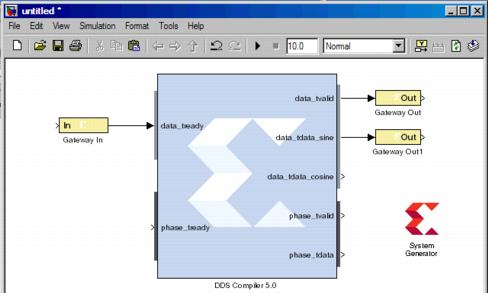 untitled *
File Edit View Simulation Format Tools Help
10.0 Normal
data_tvalid
Out
Gateway Out
In
Gateway In
data_tready
data_tdata_sine
Out
Gateway Out1
data_tdata_cosine
phase_tready
phase_tvalid
phase_tdata
System
Generator
DDS Compiler 5.0